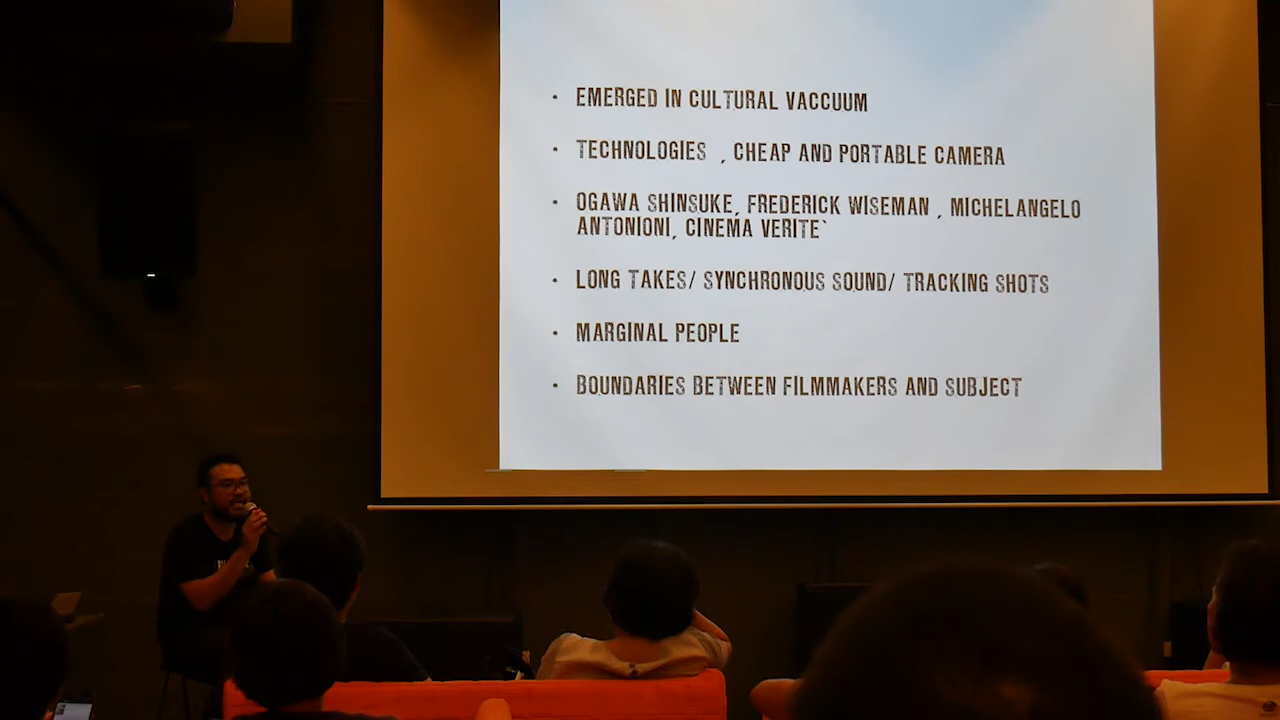 • EMERGED IN CULTURAL VACCUUM
• TECHNOLOGIES , CHEAP AND PORTABLE CAMERA
• OGAWA SHINSUKE, FREDERICK WISEMAN , MICHELANGELO
ANTONIONI, CINEMA VERITE`
• LONG TAKES/ SYNCHRONOUS SOUND/ TRACKING SHOTS
• MARGINAL PEOPLE
• BOUNDARIES BETWEEN FILMMAKERS AND SUBJECT